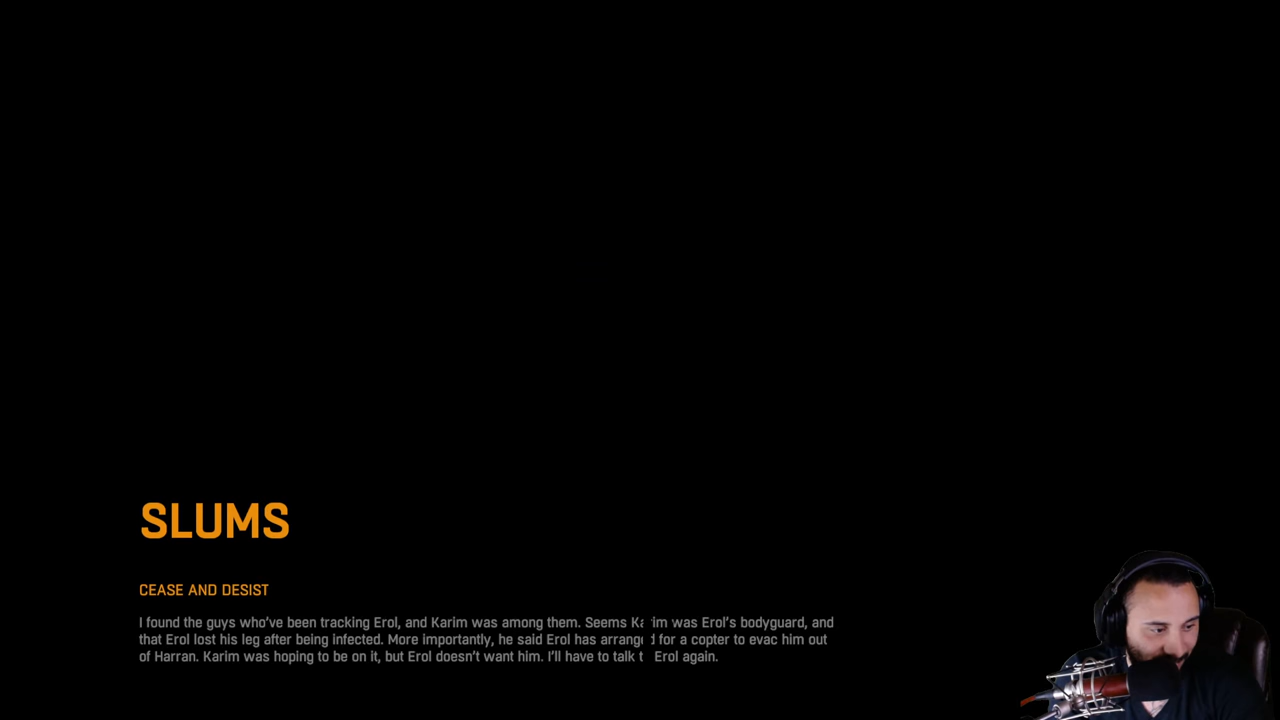 SLUMS
CEASE AND DESIST
I found the guys who've been tracking Erol, and Karim was among them. Seems Karim was Erol's bodyguard, and
that Erol lost his leg after being infected. More importantly, he said Erol has arranged for a copter to evac him out
of Harran. Karim was hoping to be on it, but Erol doesn't want him. I'll have to talk to Erol again.